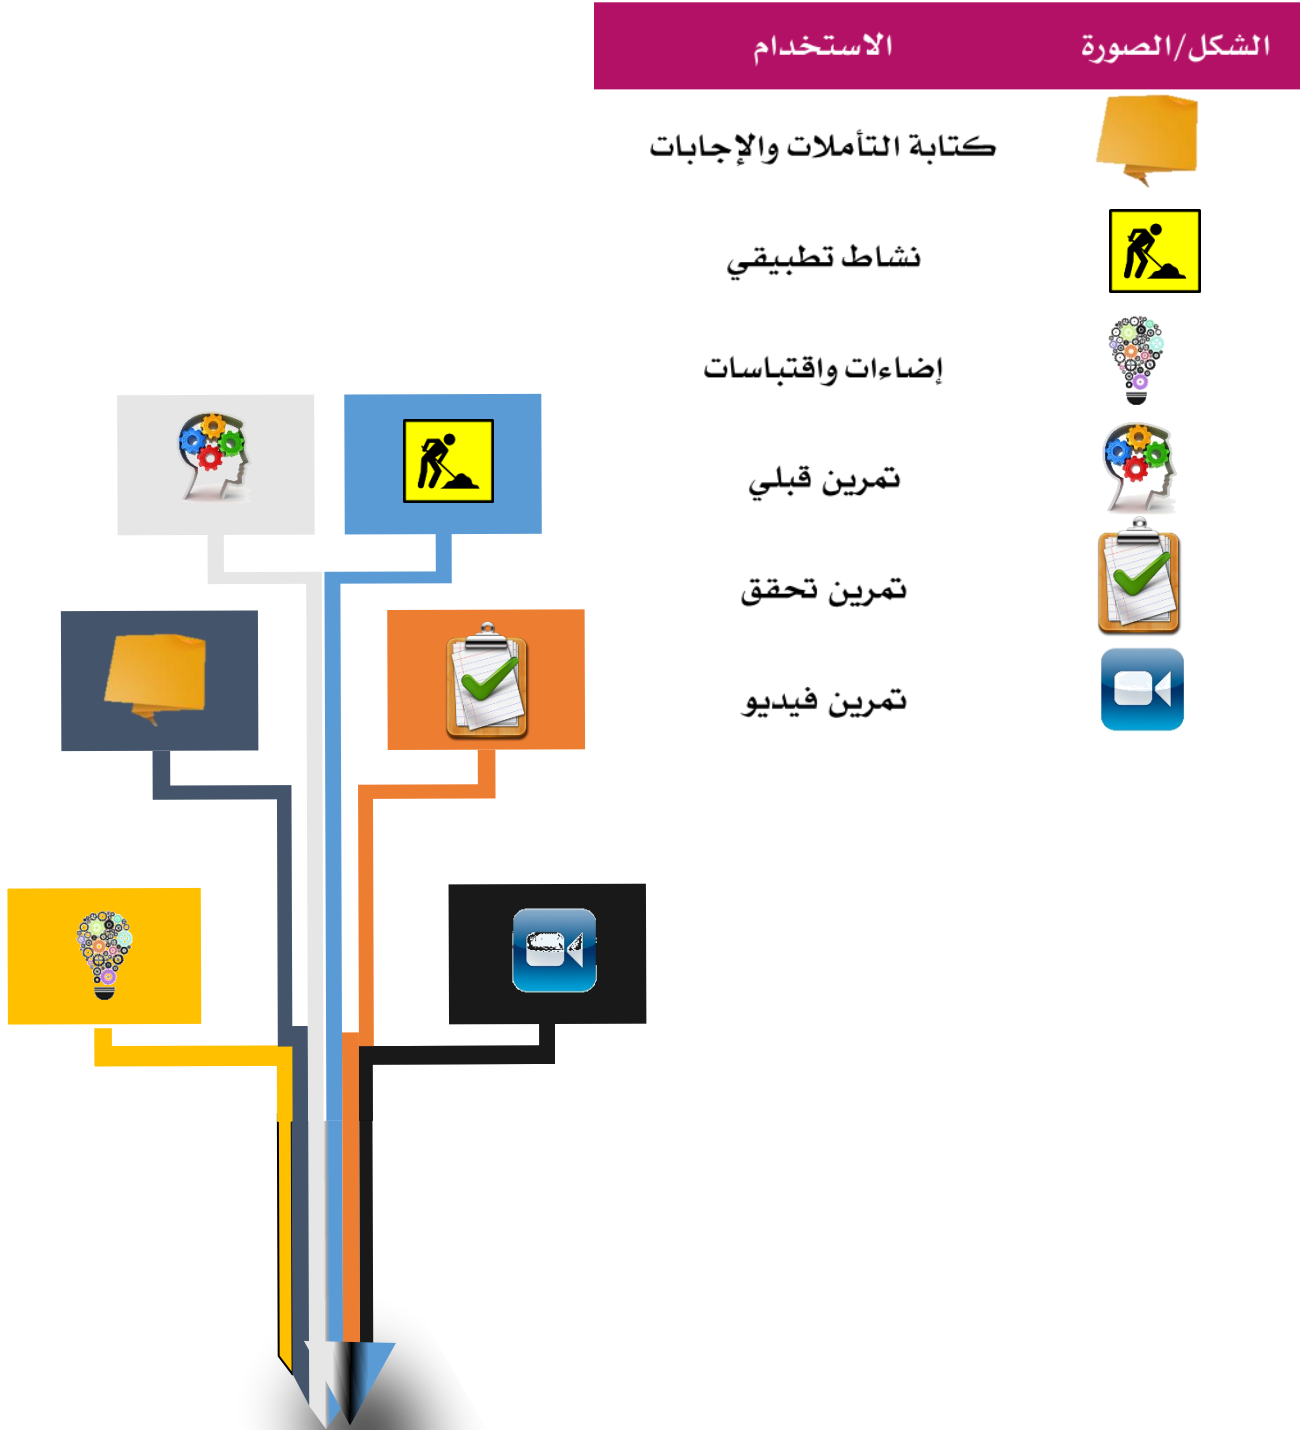 الشكل/الصورة الاستخدام
كتابة التأملات والإجابات
نشاط تطبيقي
إضاءات واقتباسات
تمرين قبلي
تمرين تحقق
تمرين فيديو